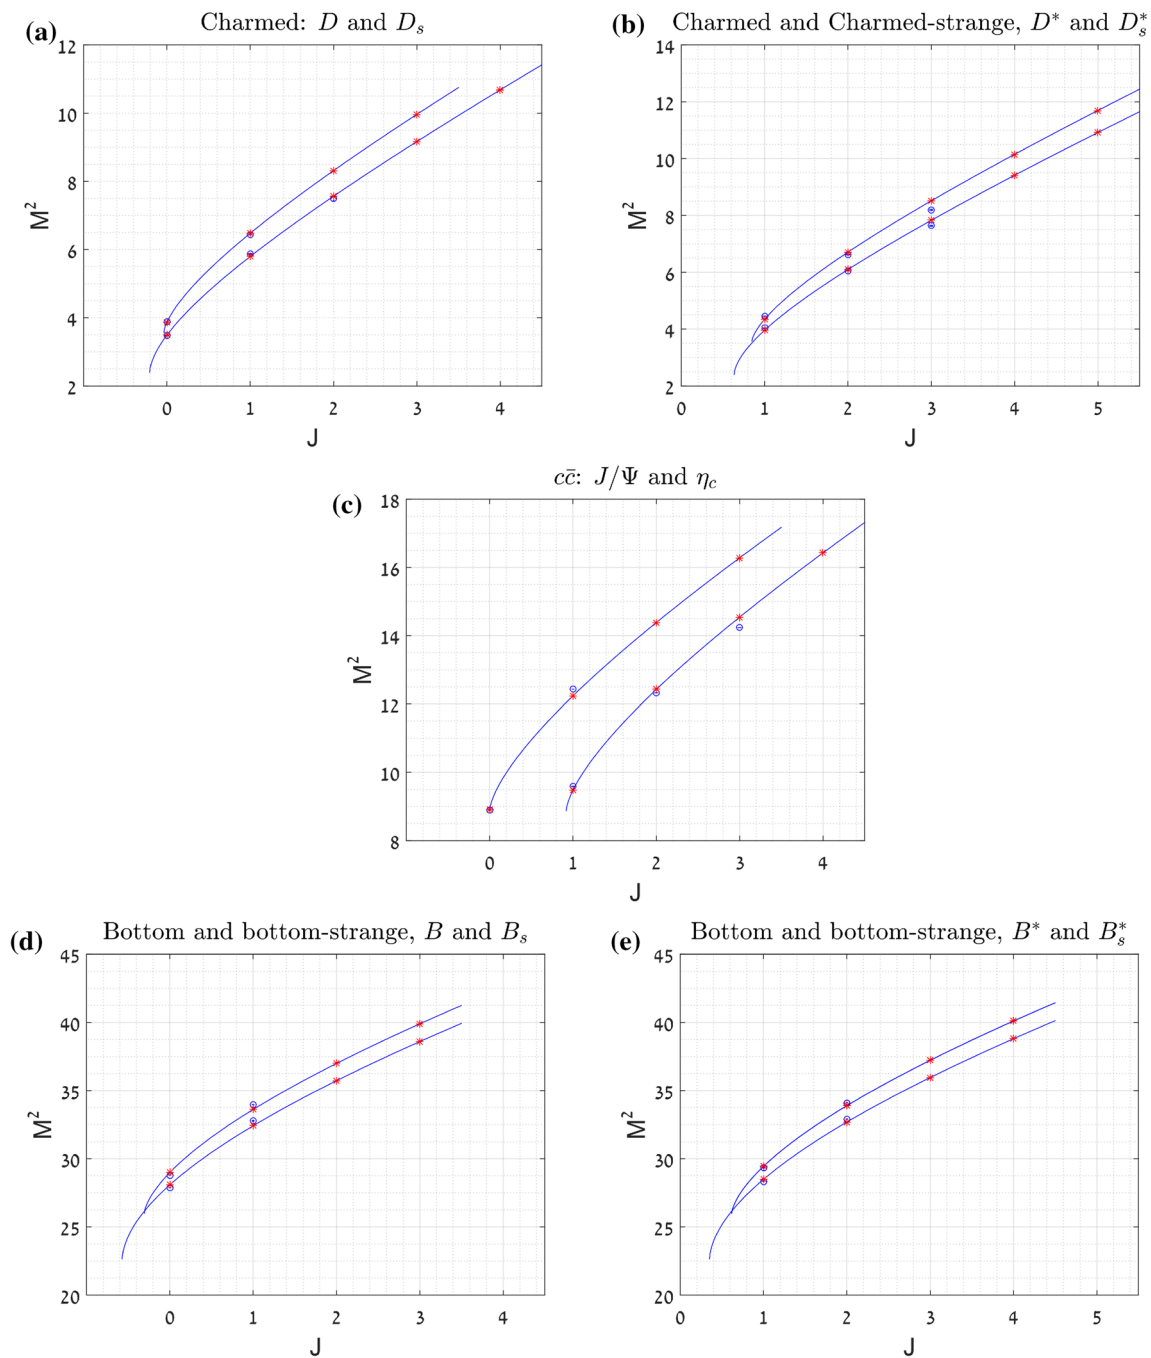 (a) Charmed: D and D_s
12
10
8
6
4
2
M²
0 1 2 3 4
J
(b) Charmed and Charmed-strange, D* and D*_s
14
12
10
8
6
4
2
M²
0 1 2 3 4 5
J
(c) cc̄: J/Ψ and η_c
18
16
14
12
10
8
M²
0 1 2 3 4
J
(d) Bottom and bottom-strange, B and B_s
45
40
35
30
25
20
M²
0 1 2 3 4
J
(e) Bottom and bottom-strange, B* and B*_s
45
40
35
30
25
20
M²
0 1 2 3 4 5
J